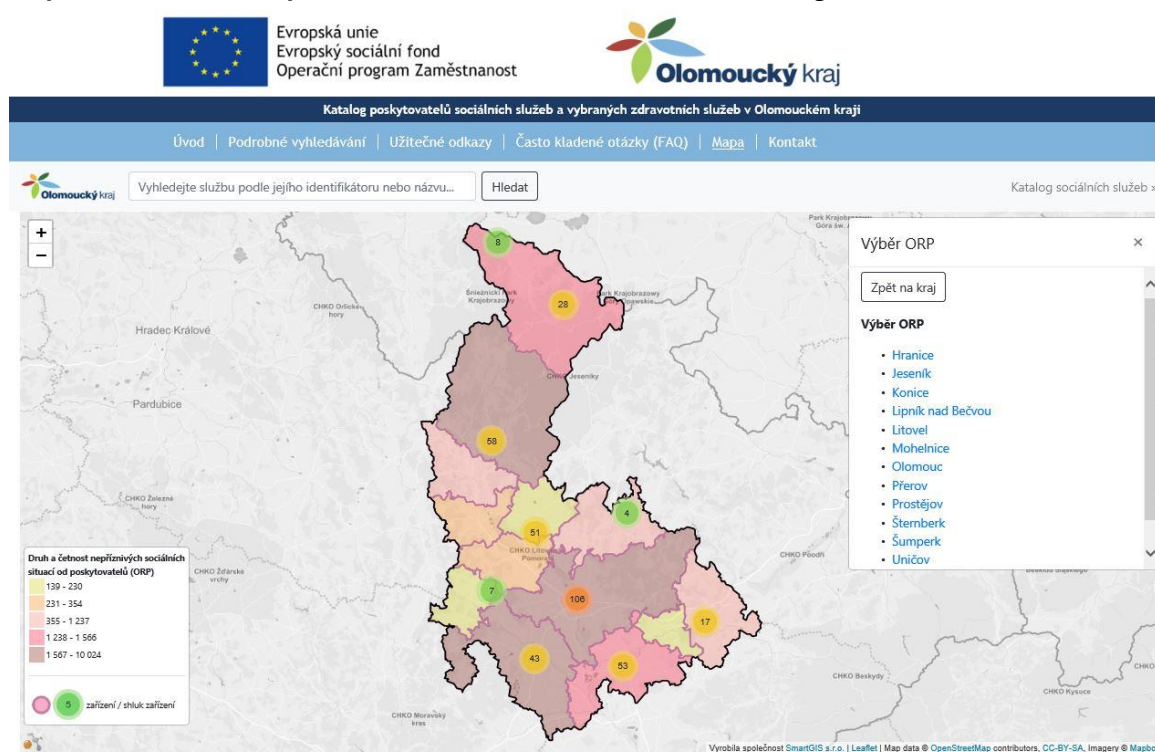 Evropská unie
Evropský sociální fond
Operační program Zaměstnanost
Olomoucký kraj
Katalog poskytovatelů sociálních služeb a vybraných zdravotních služeb v Olomouckém kraji
Úvod | Podrobné vyhledávání | Užitečné odkazy | Často kladené otázky (FAQ) | Mapa | Kontakt
Olomoucký kraj
Vyhledejte službu podle jejího identifikátoru nebo názvu...
Hledat
Katalog sociálních služeb »
+
−
Výběr ORP
×
Zpět na kraj
Výběr ORP
• Hranice
• Jeseník
• Konice
• Lipník nad Bečvou
• Litovel
• Mohelnice
• Olomouc
• Přerov
• Prostějov
• Šternberk
• Šumperk
• Uničov
Park Krajobrazowy
8
28
CHKO Orlické
hory
Hradec Králové
CHKO Jeseníky
Pardubice
58
CHKO Železné
hory
4
51
CHKO Poodří
CHKO Žďárské
vrchy
7
106
17
43
53
CHKO Beskydy
CHKO Kysuce
CHKO Moravský
kras
Druh a četnost nepříznivých sociálních
situací od poskytovatelů (ORP)
139 - 230
231 - 354
355 - 1 237
1 238 - 1 566
1 567 - 10 024
5
zařízení / shluk zařízení
Vyrobila společnost SmartGIS s.r.o. | Leaflet | Map data © OpenStreetMap contributors, CC-BY-SA, Imagery © Mapbo